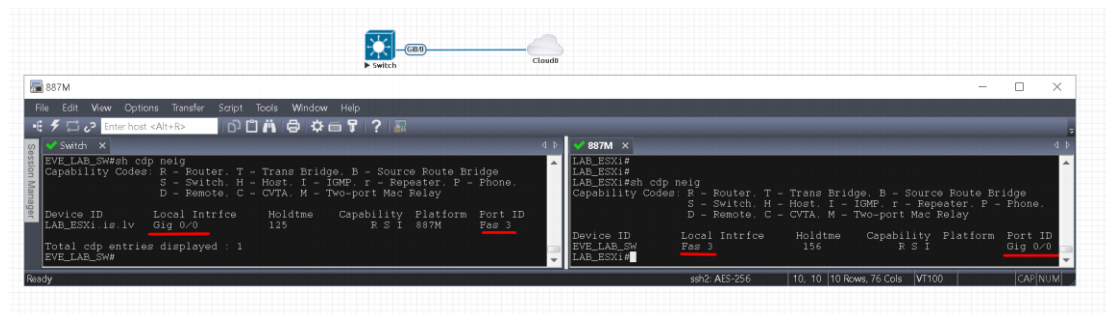 Gi0/0
Switch
Cloud0
887M
File Edit View Options Transfer Script Tools Window Help
Enter host <Alt+R>
Session Manager
Switch
EVE_LAB_SW#sh cdp neig
Capability Codes: R - Router, T - Trans Bridge, B - Source Route Bridge
S - Switch, H - Host, I - IGMP, r - Repeater, P - Phone,
D - Remote, C - CVTA, M - Two-port Mac Relay
Device ID Local Intrfce Holdtme Capability Platform Port ID
LAB_ESXi.is.lv Gig 0/0 125 R S I 887M Fas 3
Total cdp entries displayed : 1
EVE_LAB_SW#
887M
LAB_ESXi#
LAB_ESXi#
LAB_ESXi#sh cdp neig
Capability Codes: R - Router, T - Trans Bridge, B - Source Route Bridge
S - Switch, H - Host, I - IGMP, r - Repeater, P - Phone,
D - Remote, C - CVTA, M - Two-port Mac Relay
Device ID Local Intrfce Holdtme Capability Platform Port ID
EVE_LAB_SW Fas 3 156 R S I Gig 0/0
LAB_ESXi#
Ready ssh2: AES-256 10, 10 10 Rows, 76 Cols VT100 CAP NUM